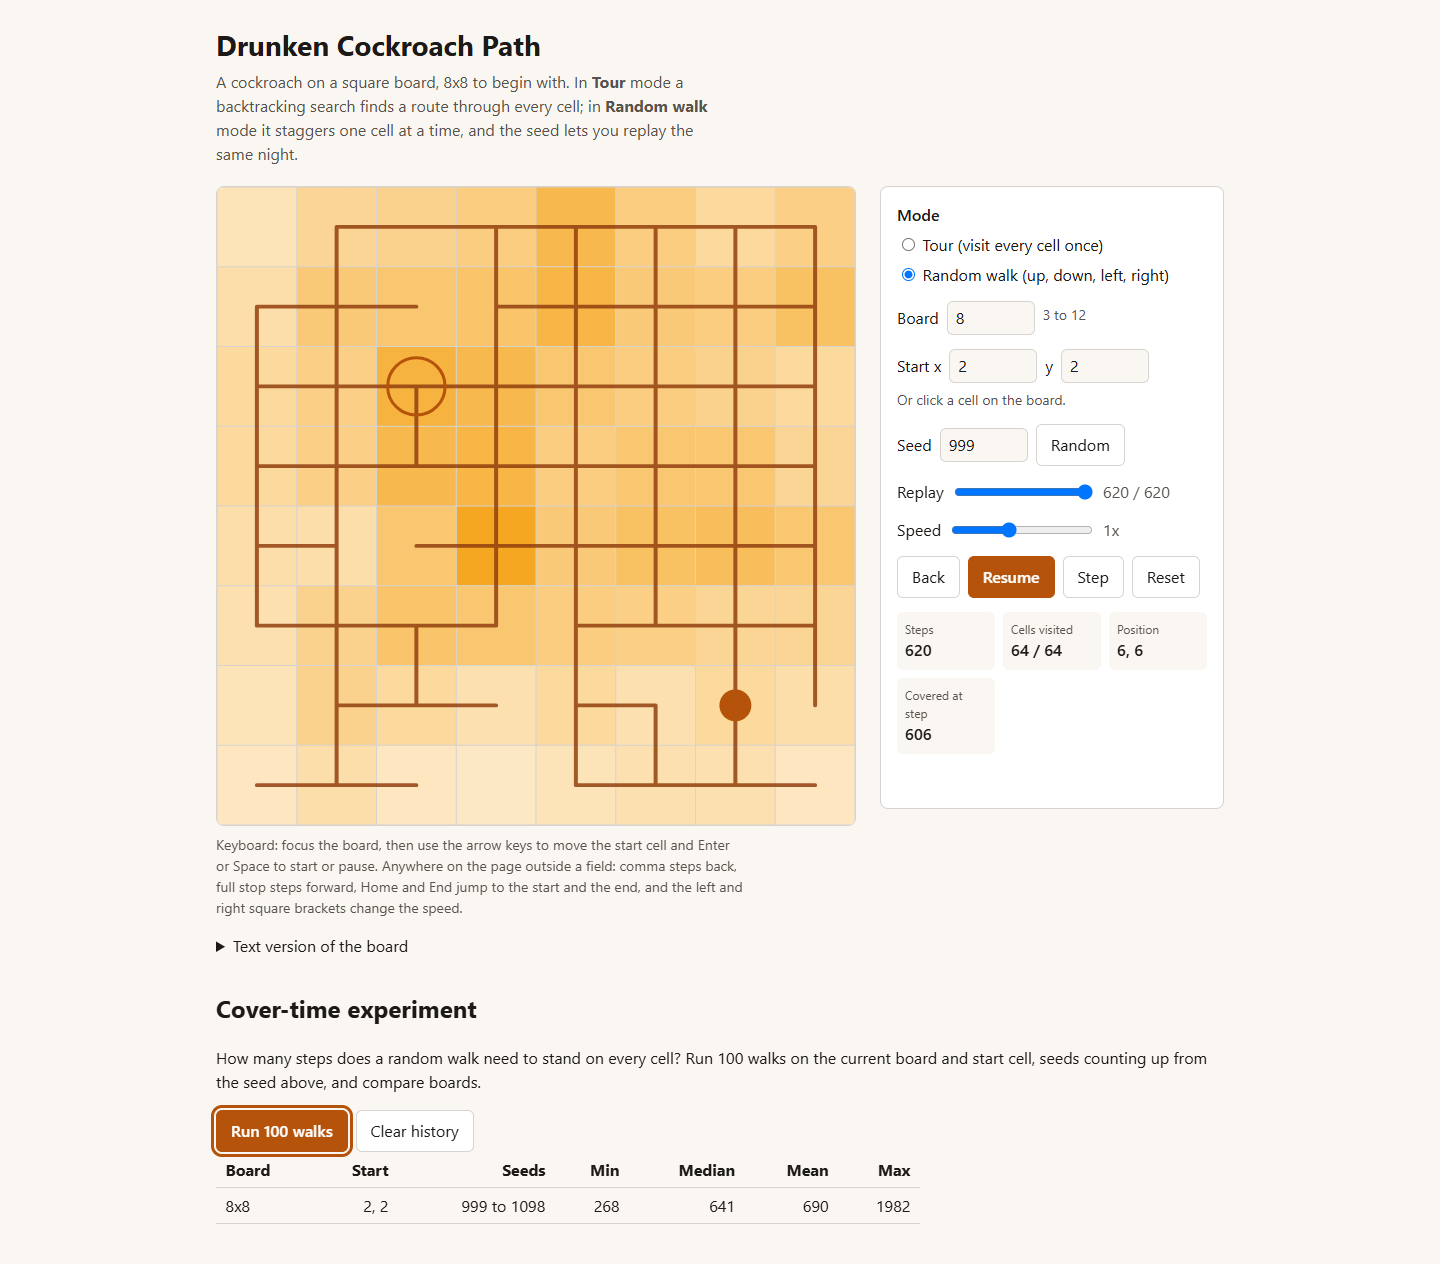 Drunken Cockroach Path
A cockroach on a square board, 8x8 to begin with. In Tour mode a
backtracking search finds a route through every cell; in Random walk
mode it staggers one cell at a time, and the seed lets you replay the
same night.
Mode
Tour (visit every cell once)
Random walk (up, down, left, right)
Board 8 3 to 12
Start x 2 y 2
Or click a cell on the board.
Seed 999 Random
Replay 620 / 620
Speed 1x
Back Resume Step Reset
Steps Cells visited Position
620 64 / 64 6, 6
Covered at
step
606
Keyboard: focus the board, then use the arrow keys to move the start cell and Enter
or Space to start or pause. Anywhere on the page outside a field: comma steps back,
full stop steps forward, Home and End jump to the start and the end, and the left and
right square brackets change the speed.
Text version of the board
Cover-time experiment
How many steps does a random walk need to stand on every cell? Run 100 walks on the current board and start cell, seeds counting up from
the seed above, and compare boards.
Run 100 walks Clear history
Board Start Seeds Min Median Mean Max
8x8 2, 2 999 to 1098 268 641 690 1982